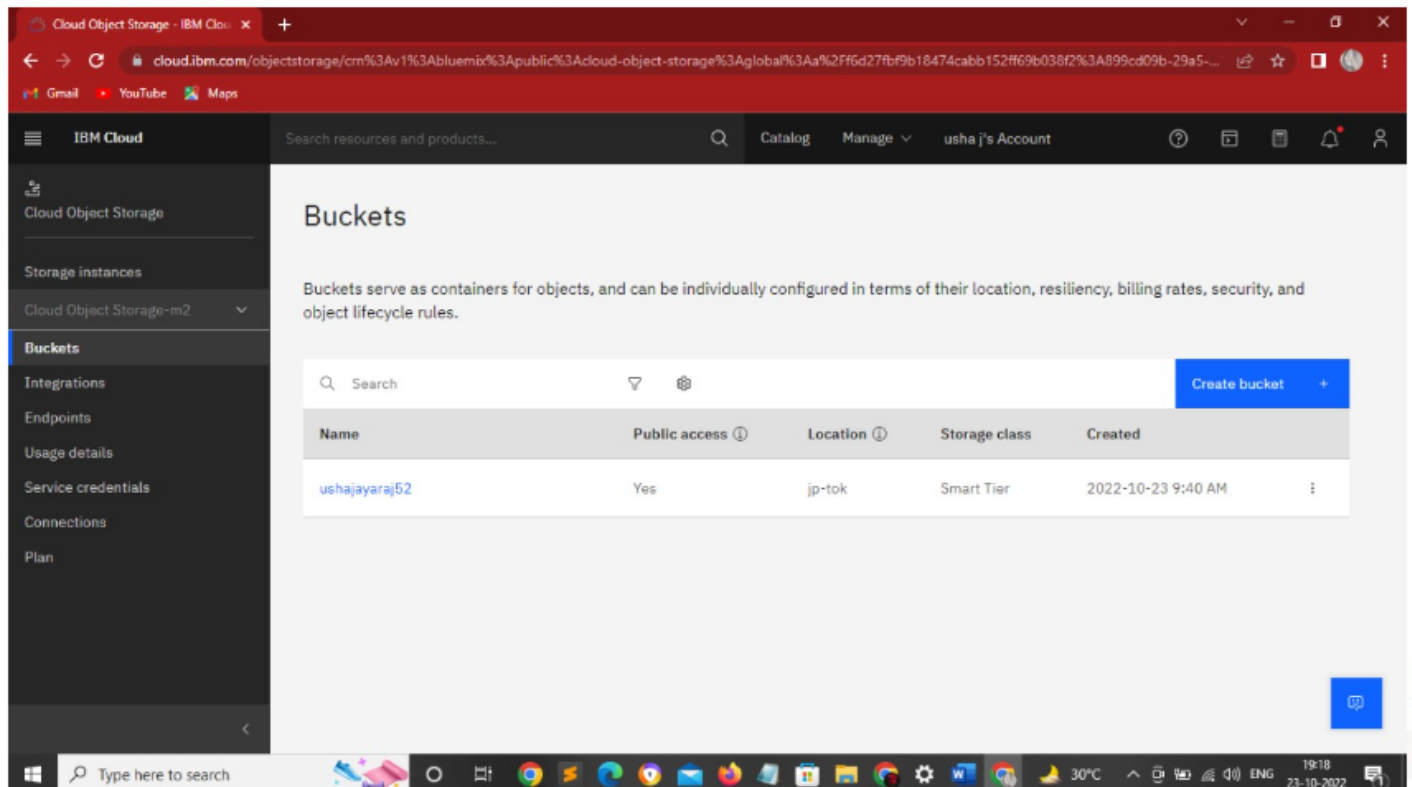 Cloud Object Storage - IBM Clou
cloud.ibm.com/objectstorage/crn%3Av1%3Abluemix%3Apublic%3Acloud-object-storage%3Aglobal%3Aa%2Ff6d27fbf9b18474cabb152ff69b038f2%3A899cd09b-29a5-...
Gmail YouTube Maps
IBM Cloud Search resources and products... Catalog Manage usha j's Account
Cloud Object Storage
Storage instances
Cloud Object Storage-m2
Buckets
Integrations
Endpoints
Usage details
Service credentials
Connections
Plan
Buckets
Buckets serve as containers for objects, and can be individually configured in terms of their location, resiliency, billing rates, security, and
object lifecycle rules.
Search Create bucket +
Name Public access Location Storage class Created
ushajayaraj52 Yes jp-tok Smart Tier 2022-10-23 9:40 AM
Type here to search 30°C ENG 19:18
23-10-2022